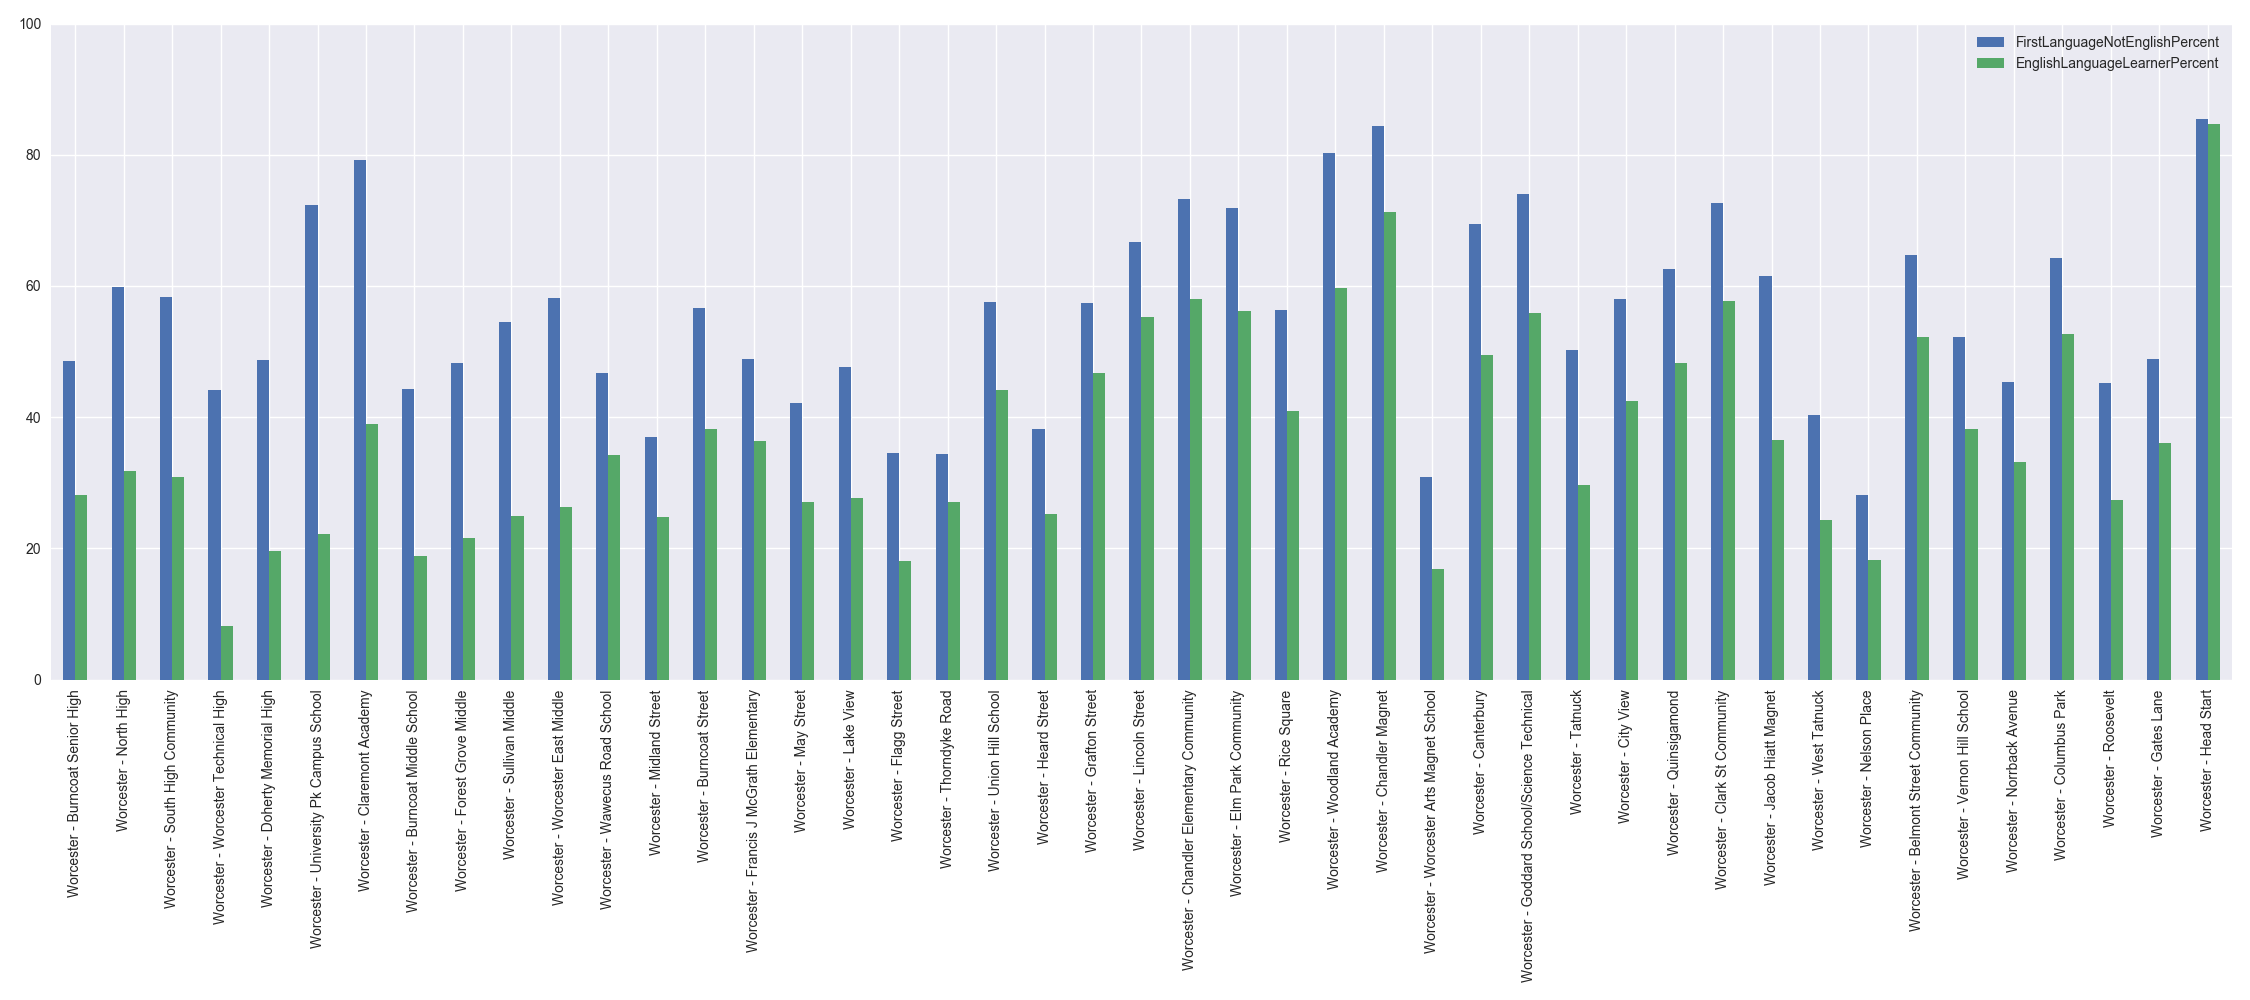 100
80
60
40
20
0
FirstLanguageNotEnglishPercent
EnglishLanguageLearnerPercent
Worcester - Burncoat Senior High
Worcester - North High
Worcester - South High Community
Worcester - Worcester Technical High
Worcester - Doherty Memorial High
Worcester - University Pk Campus School
Worcester - Claremont Academy
Worcester - Burncoat Middle School
Worcester - Forest Grove Middle
Worcester - Sullivan Middle
Worcester - Worcester East Middle
Worcester - Wawecus Road School
Worcester - Midland Street
Worcester - Burncoat Street
Worcester - Francis J McGrath Elementary
Worcester - May Street
Worcester - Lake View
Worcester - Flagg Street
Worcester - Thorndyke Road
Worcester - Union Hill School
Worcester - Heard Street
Worcester - Grafton Street
Worcester - Lincoln Street
Worcester - Chandler Elementary Community
Worcester - Elm Park Community
Worcester - Rice Square
Worcester - Woodland Academy
Worcester - Chandler Magnet
Worcester - Worcester Arts Magnet School
Worcester - Canterbury
Worcester - Goddard School/Science Technical
Worcester - Tatnuck
Worcester - City View
Worcester - Quinsigamond
Worcester - Clark St Community
Worcester - Jacob Hiatt Magnet
Worcester - West Tatnuck
Worcester - Nelson Place
Worcester - Belmont Street Community
Worcester - Vernon Hill School
Worcester - Norrback Avenue
Worcester - Columbus Park
Worcester - Roosevelt
Worcester - Gates Lane
Worcester - Head Start